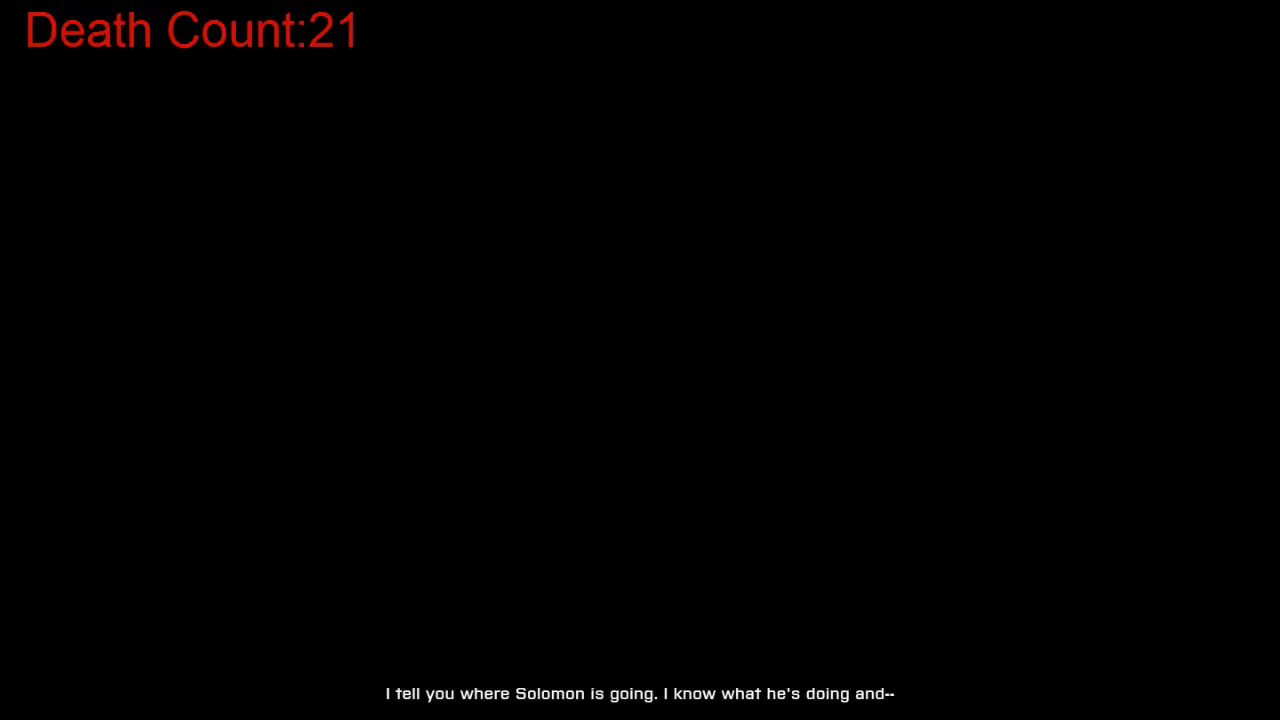 Death Count:21
I tell you where Solomon is going. I know what he's doing and--